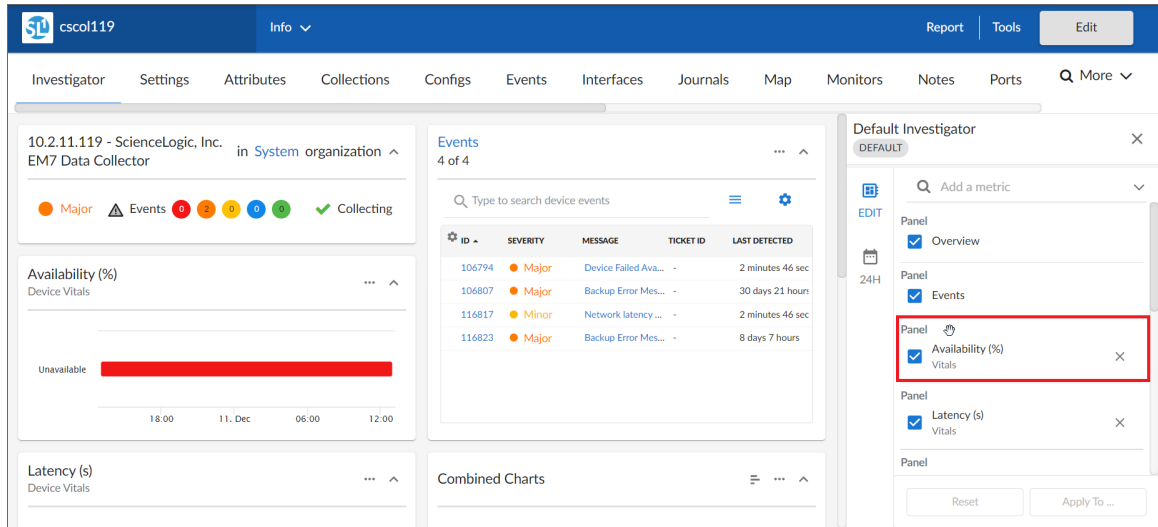 SL1 cscol119
Info
Report Tools Edit
Investigator Settings Attributes Collections Configs Events Interfaces Journals Map Monitors Notes Ports More
10.2.11.119 - ScienceLogic, Inc.
EM7 Data Collector
in System organization
Major Events 0 2 0 0 0 Collecting
Availability (%)
Device Vitals
Unavailable
18:00 11. Dec 06:00 12:00
Latency (s)
Device Vitals
Events
4 of 4
Type to search device events
ID SEVERITY MESSAGE TICKET ID LAST DETECTED
106794 Major Device Failed Ava... - 2 minutes 46 sec
106807 Major Backup Error Mes... - 30 days 21 hours
116817 Minor Network latency ... - 2 minutes 46 sec
116823 Major Backup Error Mes... - 8 days 7 hours
Combined Charts
Default Investigator
DEFAULT
EDIT
24H
Add a metric
Panel
Overview
Panel
Events
Panel
Availability (%)
Vitals
Panel
Latency (s)
Vitals
Panel
Reset Apply To ...